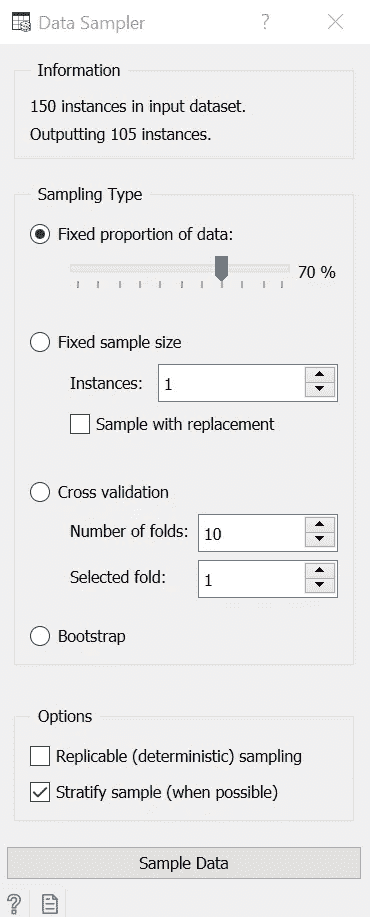 Data Sampler ?
Information
150 instances in input dataset.
Outputting 105 instances.
Sampling Type
Fixed proportion of data:
70 %
Fixed sample size
Instances: 1
Sample with replacement
Cross validation
Number of folds: 10
Selected fold: 1
Bootstrap
Options
Replicable (deterministic) sampling
Stratify sample (when possible)
Sample Data
?